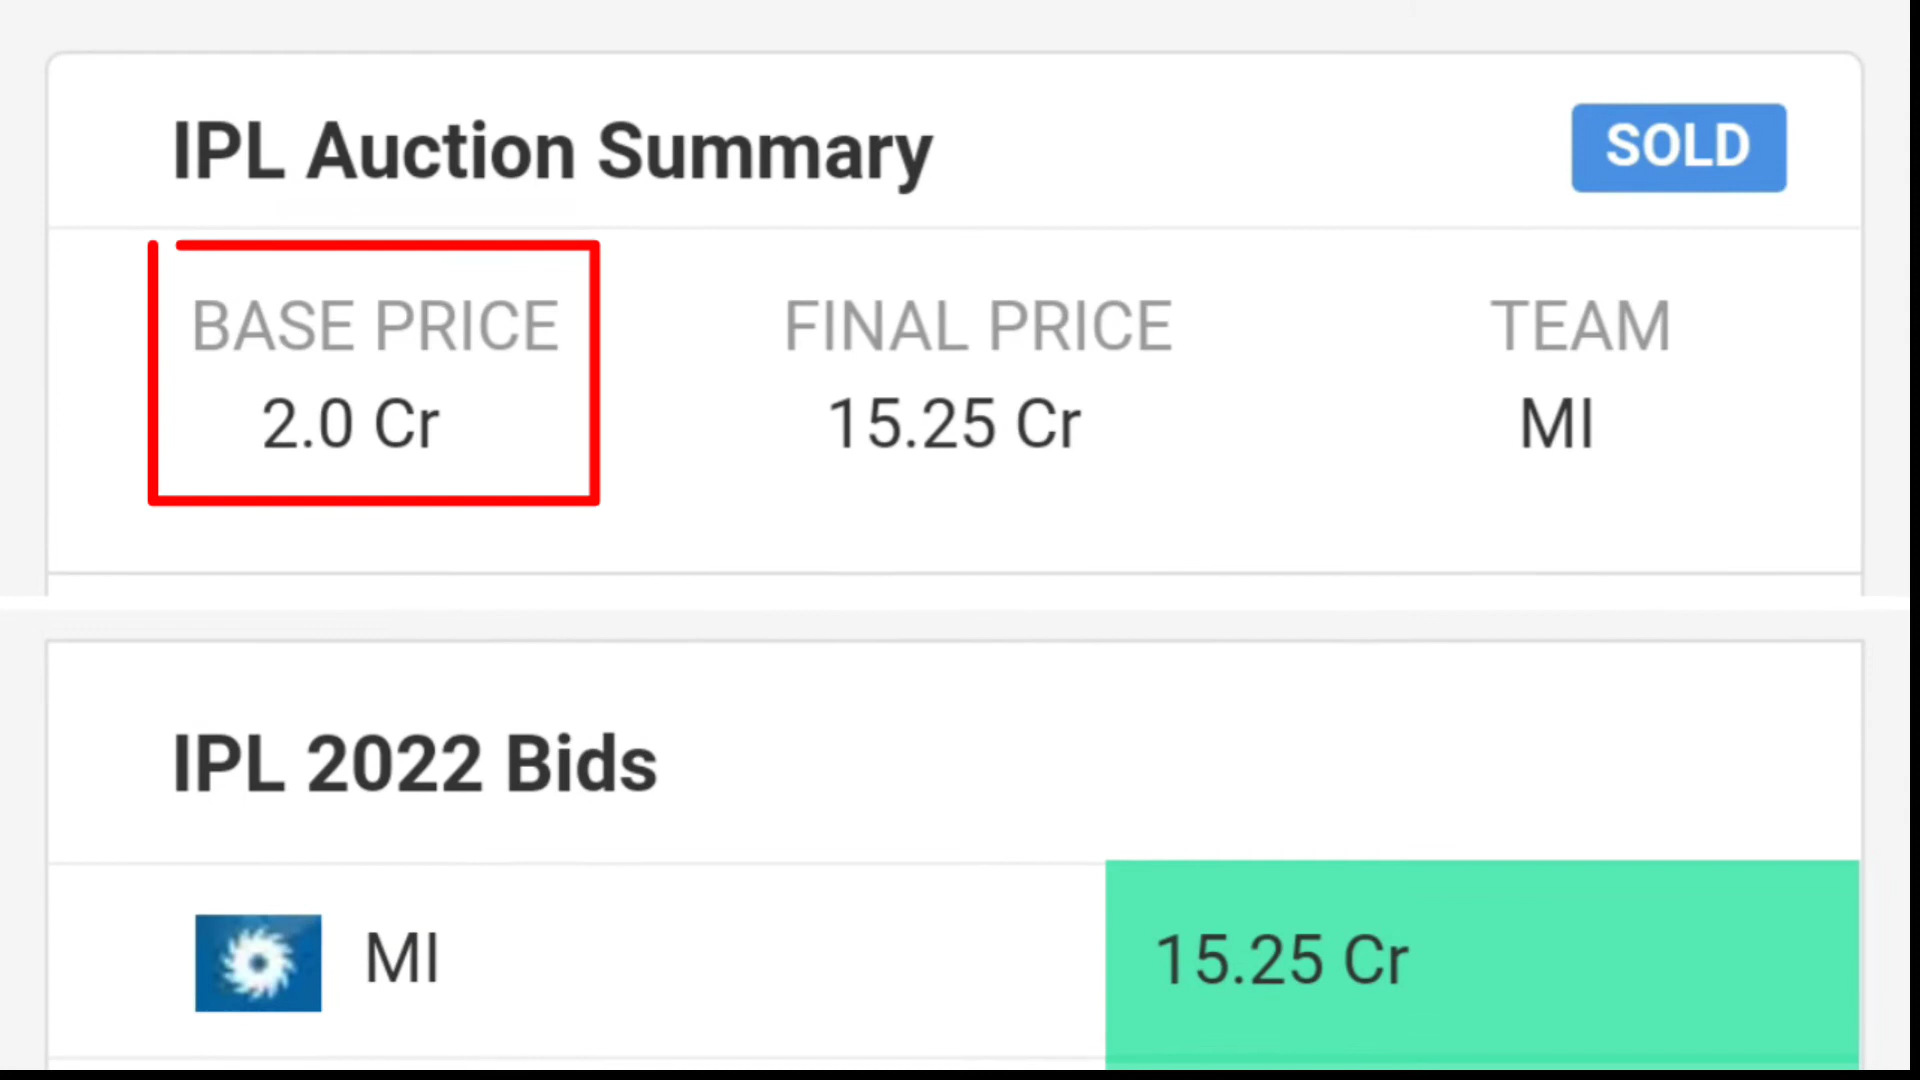 IPL Auction Summary SOLD
BASE PRICE FINAL PRICE TEAM
2.0 Cr 15.25 Cr MI
IPL 2022 Bids
MI 15.25 Cr